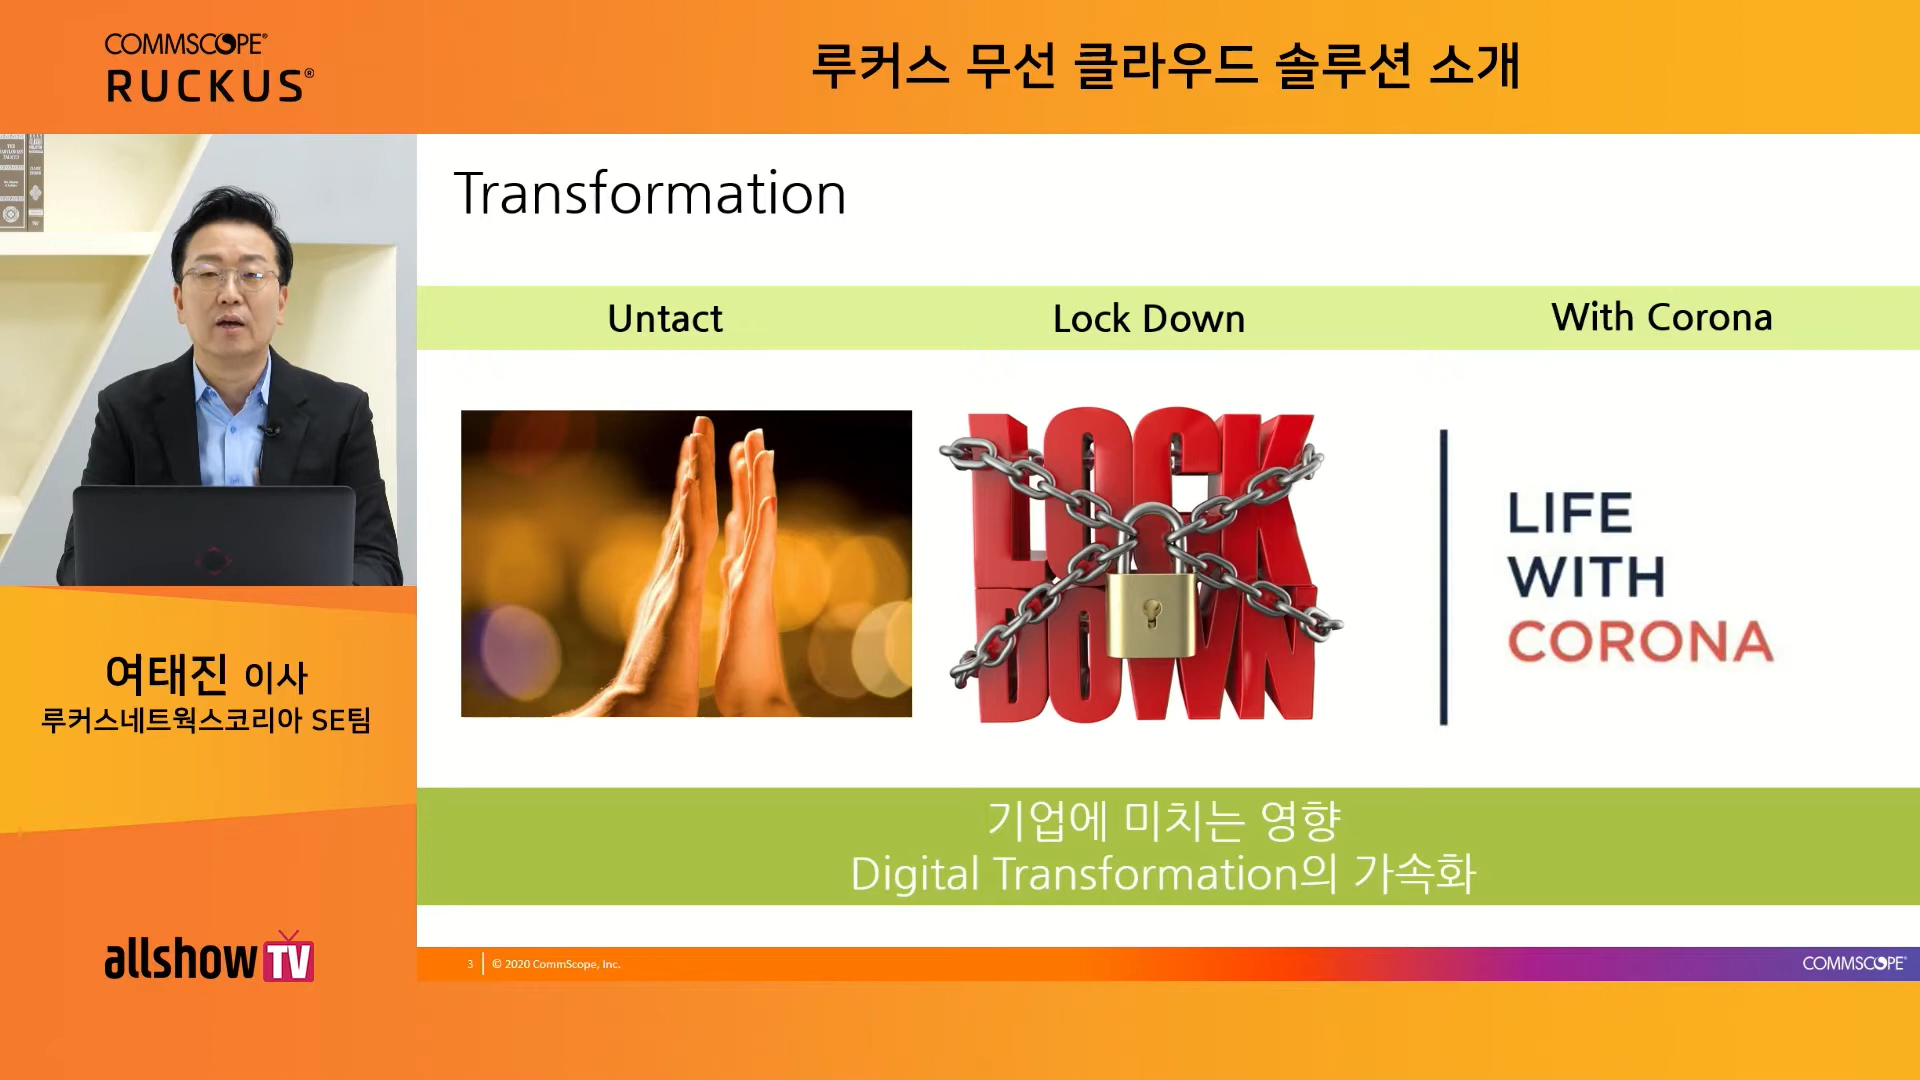 COMMSCOPE®
RUCKUS®
루커스 무선 클라우드 솔루션 소개
Transformation
Untact
Lock Down
With Corona
LOCK
DOWN
LIFE
WITH
CORONA
여태진 이사
루커스네트웍스코리아 SE팀
기업에 미치는 영향
Digital Transformation의 가속화
allshow TV
3
© 2020 CommScope, Inc.
COMMSCOPE®